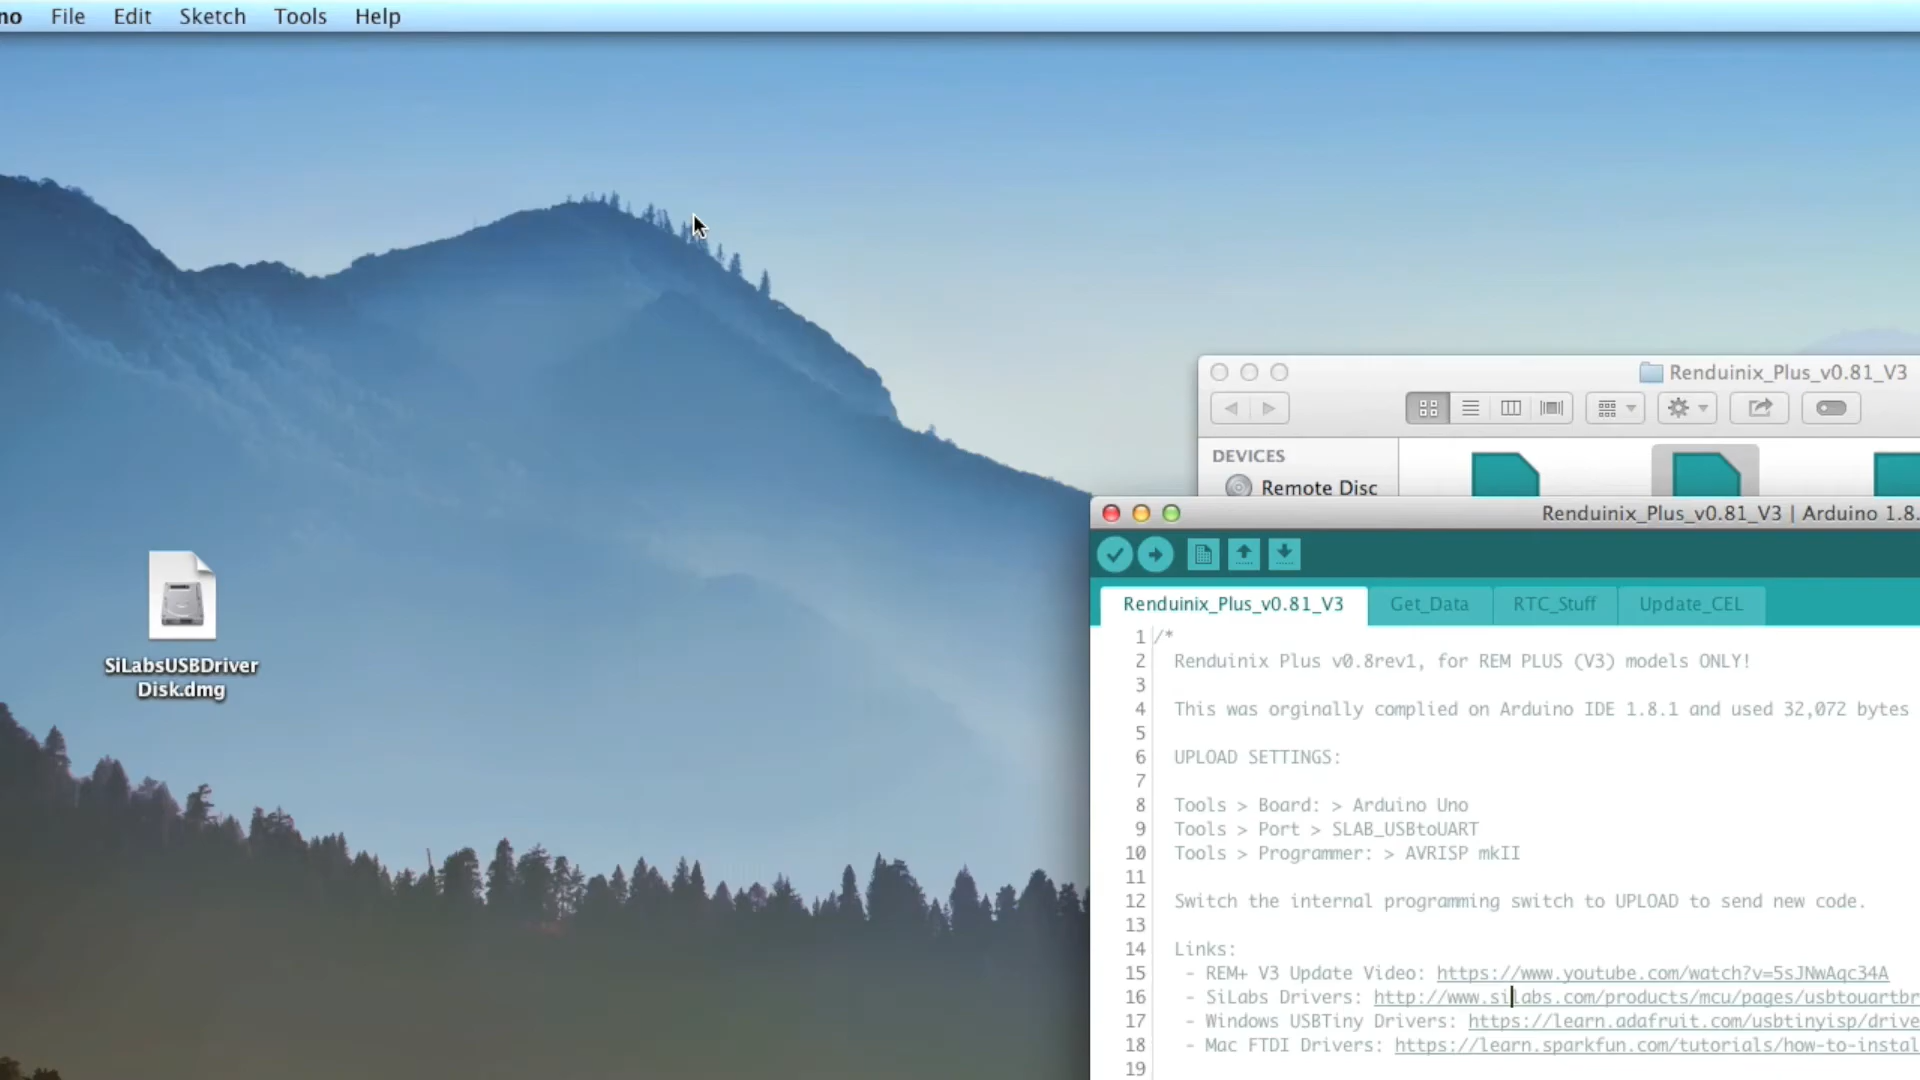 no File Edit Sketch Tools Help
SiLabsUSBDriver
Disk.dmg
Renduinix_Plus_v0.81_V3
DEVICES
Remote Disc
Renduinix_Plus_v0.81_V3 | Arduino 1.8.
Renduinix_Plus_v0.81_V3 Get_Data RTC_Stuff Update_CEL
1 /*
2 Renduinix Plus v0.8rev1, for REM PLUS (V3) models ONLY!
3
4 This was orginally complied on Arduino IDE 1.8.1 and used 32,072 bytes
5
6 UPLOAD SETTINGS:
7
8 Tools > Board: > Arduino Uno
9 Tools > Port > SLAB_USBtoUART
10 Tools > Programmer: > AVRISP mkII
11
12 Switch the internal programming switch to UPLOAD to send new code.
13
14 Links:
15 - REM+ V3 Update Video: https://www.youtube.com/watch?v=5sJNwAqc34A
16 - SiLabs Drivers: http://www.silabs.com/products/mcu/pages/usbtouartbr
17 - Windows USBTiny Drivers: https://learn.adafruit.com/usbtinyisp/drive
18 - Mac FTDI Drivers: https://learn.sparkfun.com/tutorials/how-to-instal
19